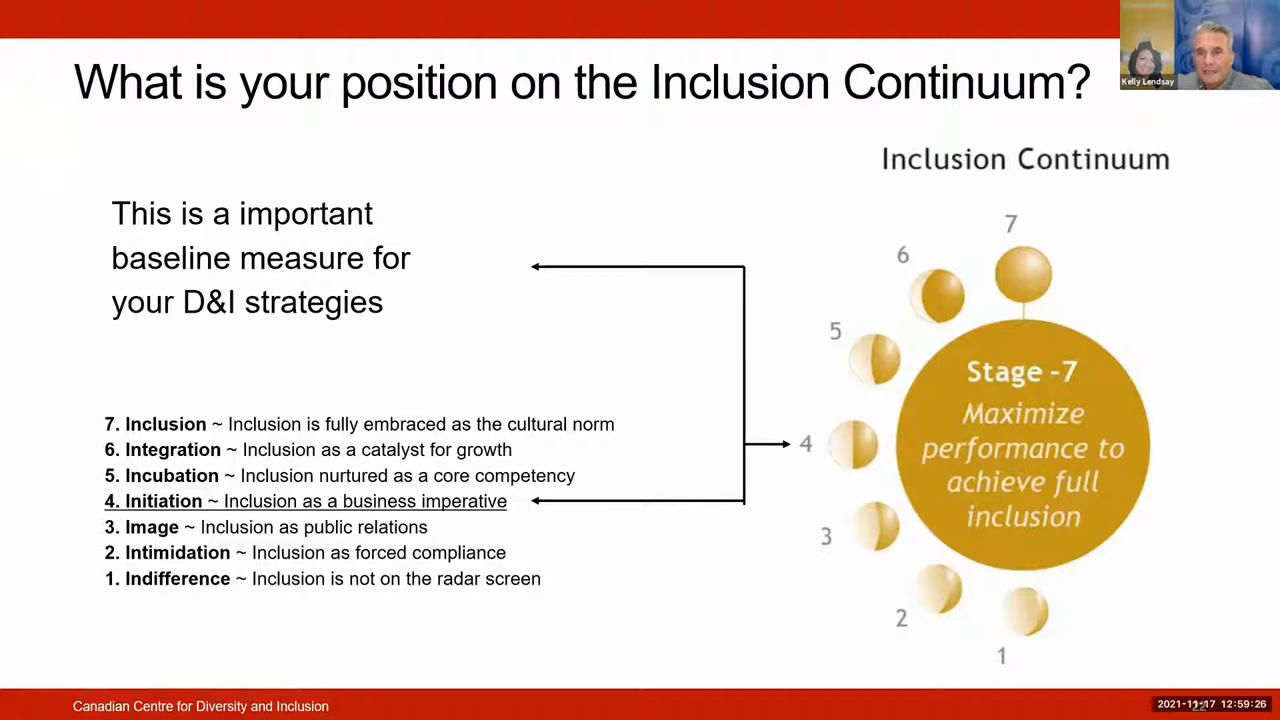 What is your position on the Inclusion Continuum?
Kelly Lendsay
Inclusion Continuum
This is a important
baseline measure for
your D&I strategies
7
6
5
4
3
2
1
Stage -7
Maximize
performance to
achieve full
inclusion
7. Inclusion ~ Inclusion is fully embraced as the cultural norm
6. Integration ~ Inclusion as a catalyst for growth
5. Incubation ~ Inclusion nurtured as a core competency
4. Initiation ~ Inclusion as a business imperative
3. Image ~ Inclusion as public relations
2. Intimidation ~ Inclusion as forced compliance
1. Indifference ~ Inclusion is not on the radar screen
Canadian Centre for Diversity and Inclusion
2021-11-17 12:59:26